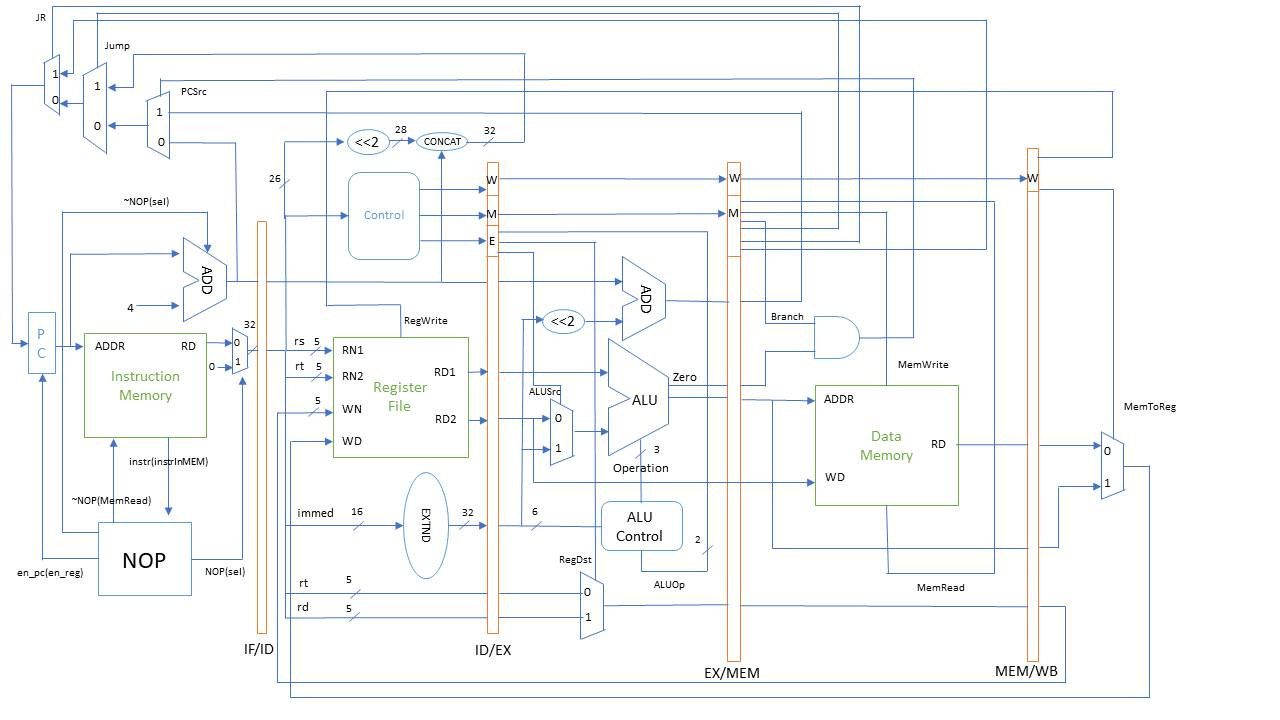 JR
Jump
1
0
1
0
PCSrc
1
0
<<2
28
CONCAT
32
26
~NOP(sel)
Control
W
M
E
W
M
W
ADD
4
P
C
ADDR
RD
Instruction
Memory
32
0
1
0
instr(instrInMEM)
~NOP(MemRead)
NOP
en_pc(en_reg)
NOP(sel)
IF/ID
RegWrite
rs
5
RN1
rt
5
RN2
5
WN
WD
RD1
RD2
Register
File
immed
16
EXTND
32
rt
5
rd
5
ID/EX
ADD
<<2
ALUSrc
0
1
ALU
Zero
3
Operation
6
ALU
Control
2
ALUOp
RegDst
0
1
EX/MEM
Branch
MemWrite
ADDR
Data
Memory
RD
WD
MemRead
MEM/WB
MemToReg
0
1